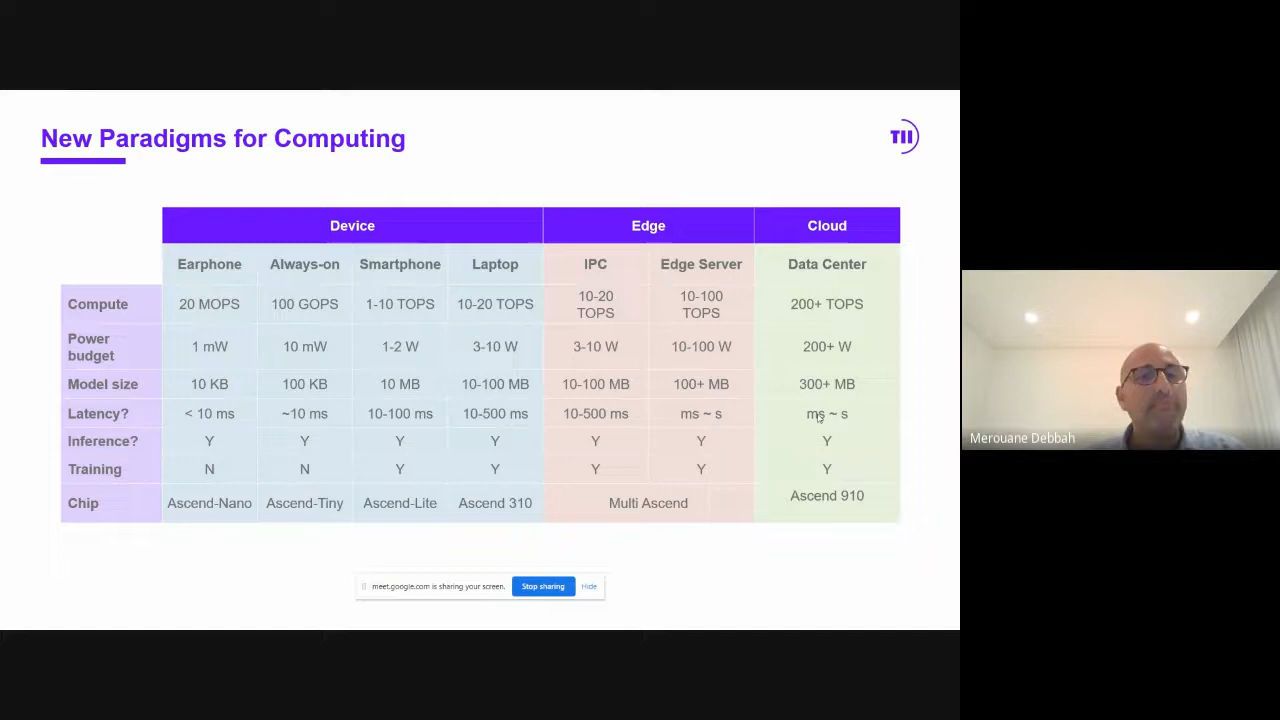 New Paradigms for Computing
TII
Device Edge Cloud
Earphone Always-on Smartphone Laptop IPC Edge Server Data Center
Compute 20 MOPS 100 GOPS 1-10 TOPS 10-20 TOPS 10-20 TOPS 10-100 TOPS 200+ TOPS
Power budget 1 mW 10 mW 1-2 W 3-10 W 3-10 W 10-100 W 200+ W
Model size 10 KB 100 KB 10 MB 10-100 MB 10-100 MB 100+ MB 300+ MB
Latency? < 10 ms ~10 ms 10-100 ms 10-500 ms 10-500 ms ms ~ s ms ~ s
Inference? Y Y Y Y Y Y Y
Training N N Y Y Y Y Y
Chip Ascend-Nano Ascend-Tiny Ascend-Lite Ascend 310 Multi Ascend Ascend 910
meet.google.com is sharing your screen. Stop sharing Hide
Merouane Debbah